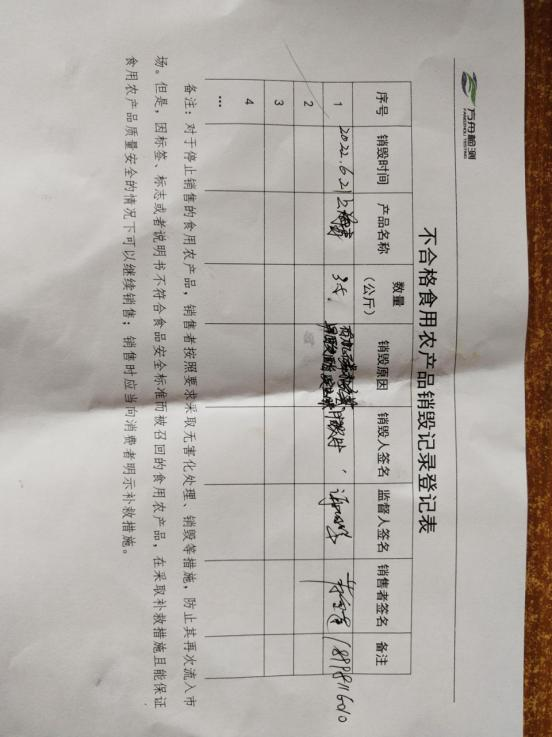 方舟检测
FANGZHOU TESTING
不合格食用农产品销毁记录登记表
序号 销毁时间 产品名称 数量（公斤） 销毁原因 销毁人签名 监督人签名 销售者签名 备注
1 2022.6.21 上海青 3斤.
2
3
4
…
备注：对于停止销售的食用农产品，销售者按照要求采取无害化处理、销毁等措施，防止其再次流入市
场。但是，因标签、标志或者说明书不符合食品安全标准而被召回的食用农产品，在采取补救措施且能保证
食用农产品质量安全的情况下可以继续销售；销售时应当向消费者明示补救措施。